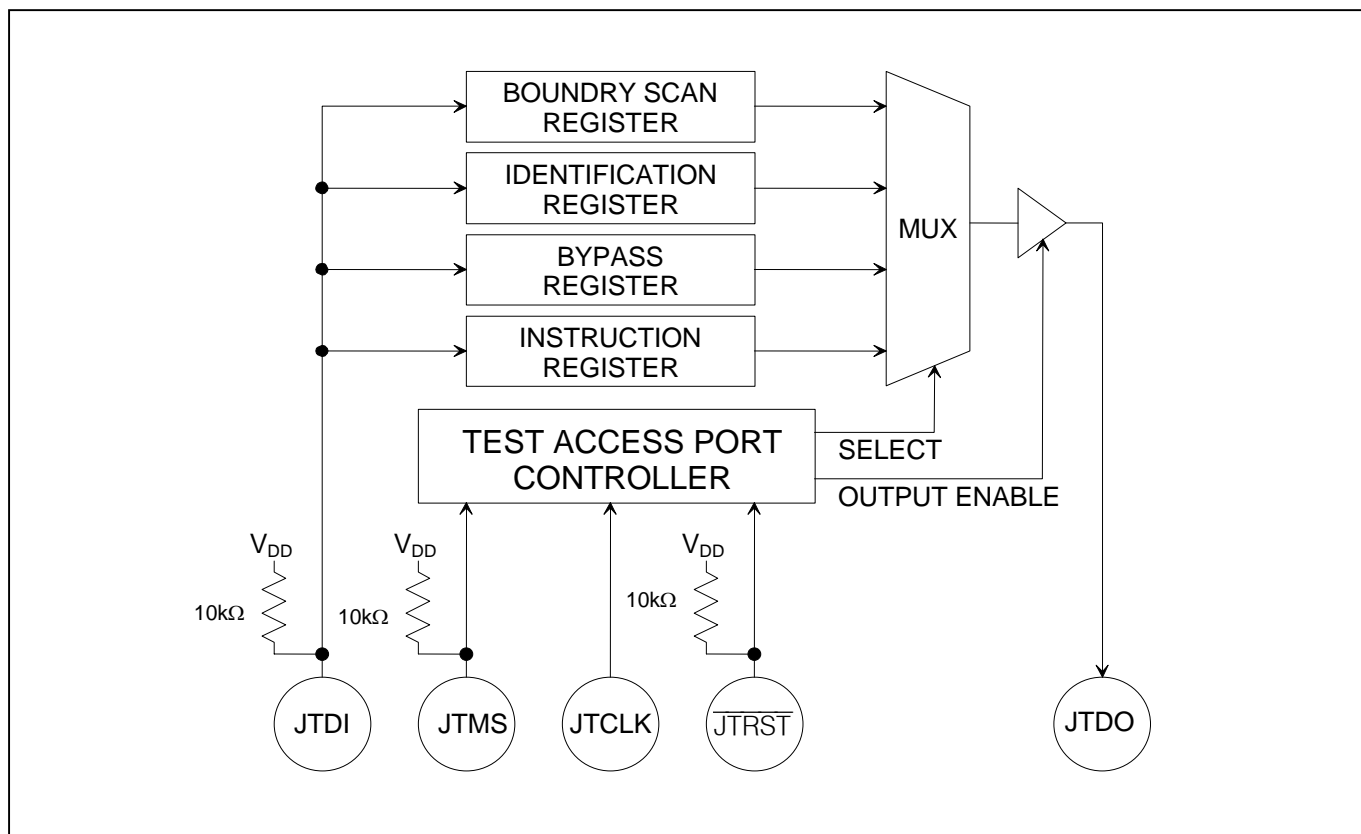 BOUNDRY SCAN
REGISTER
IDENTIFICATION
REGISTER
BYPASS
REGISTER
INSTRUCTION
REGISTER
MUX
TEST ACCESS PORT
CONTROLLER
SELECT
OUTPUT ENABLE
VDD
10kΩ
VDD
10kΩ
VDD
10kΩ
JTDI
JTMS
JTCLK
JTRST
JTDO